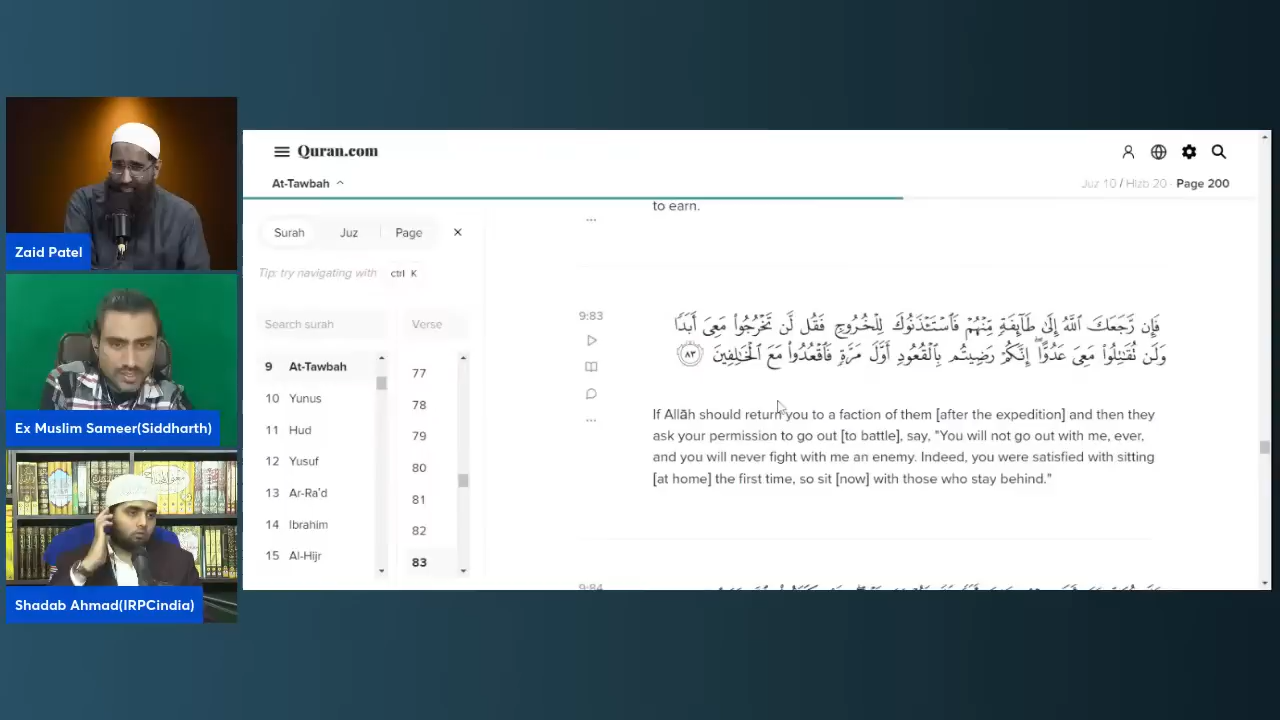 Zaid Patel
Ex Muslim Sameer(Siddharth)
Shadab Ahmad(IRPCindia)
Quran.com
At-Tawbah
Juz 10 / Hizb 20 - Page 200
Surah Juz Page
Tip: try navigating with ctrl K
Search surah
Verse
9 At-Tawbah
10 Yunus
11 Hud
12 Yusuf
13 Ar-Ra'd
14 Ibrahim
15 Al-Hijr
77
78
79
80
81
82
83
to earn.
9:83
فَإِن رَّجَعَكَ ٱللَّهُ إِلَىٰ طَآئِفَةٍۢ مِّنْهُمْ فَٱسْتَـْٔذَنُوكَ لِلْخُرُوجِ فَقُل لَّن تَخْرُجُوا۟ مَعِىَ أَبَدًۭا
وَلَن تُقَـٰتِلُوا۟ مَعِىَ عَدُوًّا ۖ إِنَّكُمْ رَضِيتُم بِٱلْقُعُودِ أَوَّلَ مَرَّةٍۢ فَٱقْعُدُوا۟ مَعَ ٱلْخَـٰلِفِينَ ٨٣
If Allāh should return you to a faction of them [after the expedition] and then they
ask your permission to go out [to battle], say, "You will not go out with me, ever,
and you will never fight with me an enemy. Indeed, you were satisfied with sitting
[at home] the first time, so sit [now] with those who stay behind."
9:84